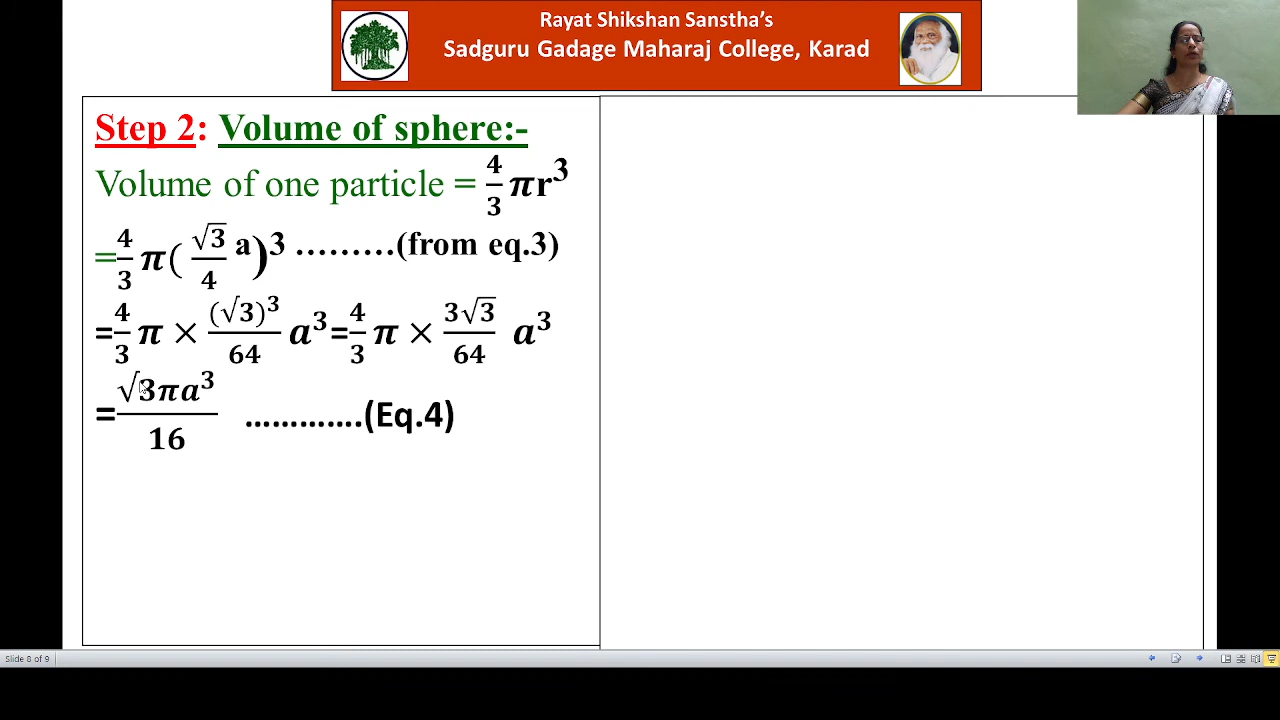 Rayat Shikshan Sanstha's
Sadguru Gadage Maharaj College, Karad
Step 2: Volume of sphere:-
Volume of one particle = 4/3 πr³
=4/3 π( √3/4 a)³ ………(from eq.3)
=4/3 π × (√3)³/64 a³=4/3 π × 3√3/64 a³
=√3πa³/16 ………….(Eq.4)
Slide 8 of 9